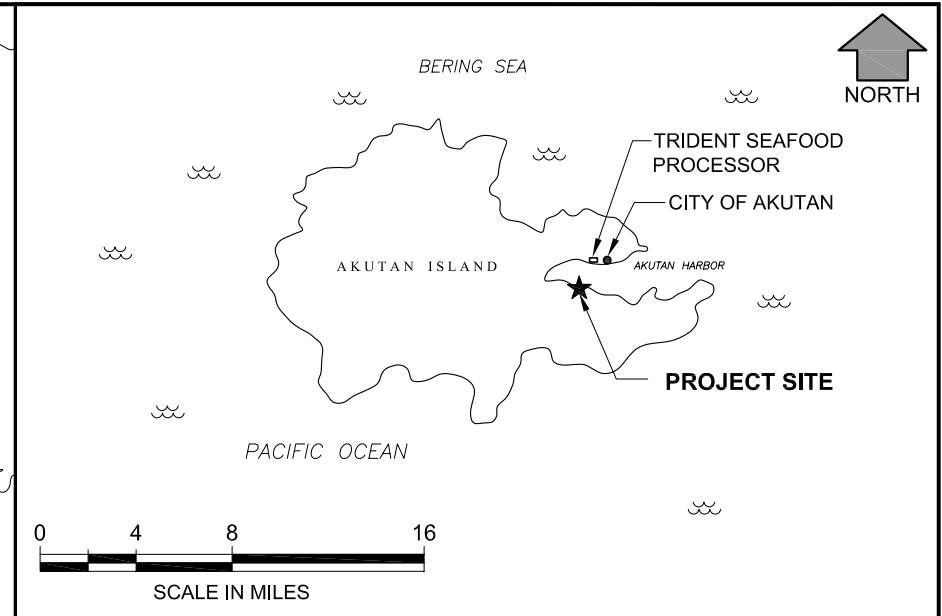 BERING SEA
NORTH
TRIDENT SEAFOOD
PROCESSOR
CITY OF AKUTAN
AKUTAN ISLAND
AKUTAN HARBOR
PROJECT SITE
PACIFIC OCEAN
0 4 8 16
SCALE IN MILES